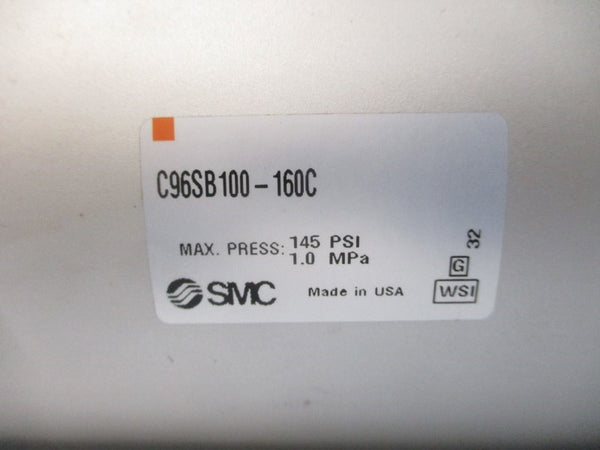 C96SB100-160C
MAX. PRESS: 145 PSI
1.0 MPa
32
G
SMC Made in USA WSI